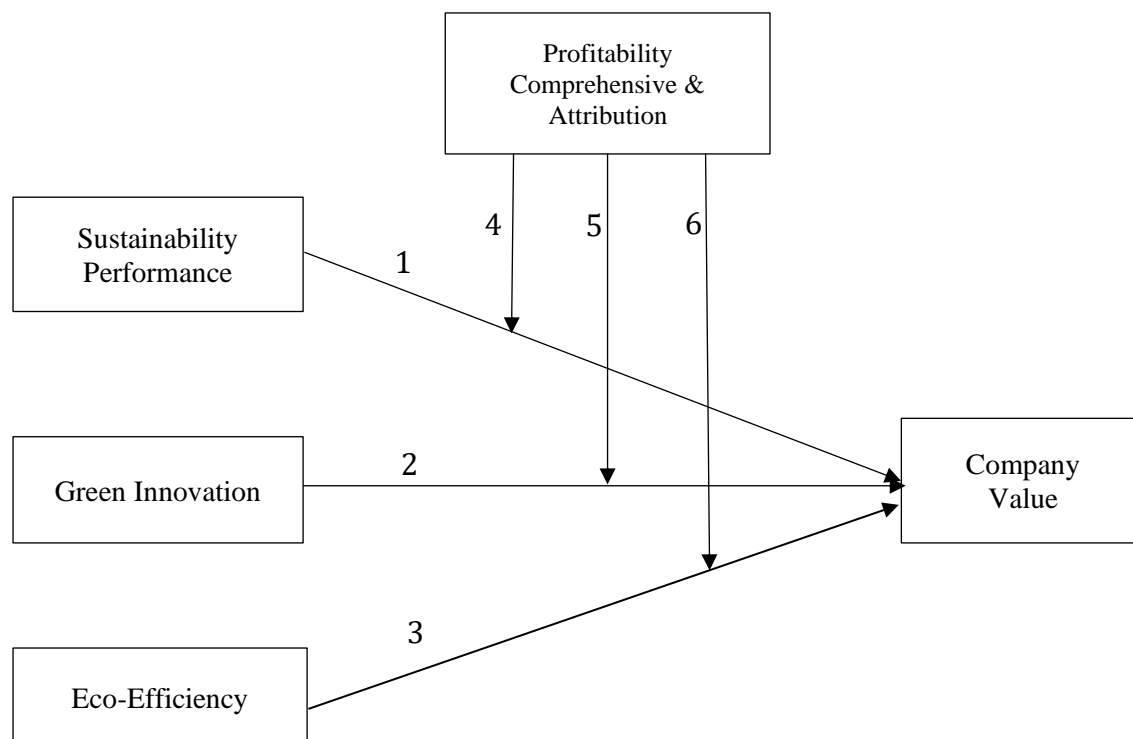 Profitability
Comprehensive &
Attribution
4
5
6
Sustainability
Performance
1
Green Innovation
2
Company
Value
3
Eco-Efficiency